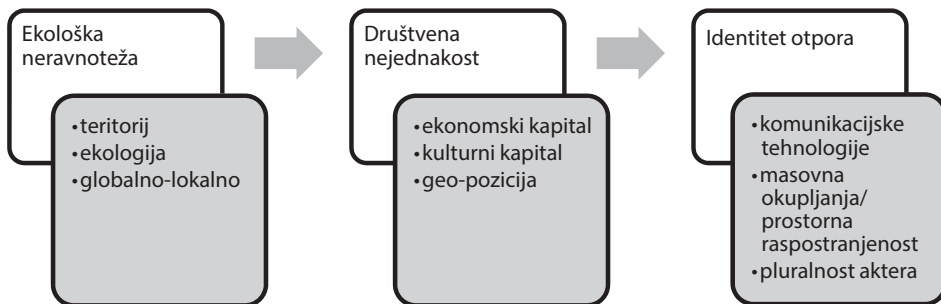 Ekološka
neravnoteža
•teritorij
•ekologija
•globalno-lokalno
Društvena
nejednakost
•ekonomski kapital
•kulturni kapital
•geo-pozicija
Identitet otpora
•komunikacijske
tehnologije
•masovna
okupljanja/
prostorna
raspostranjenost
•pluralnost aktera